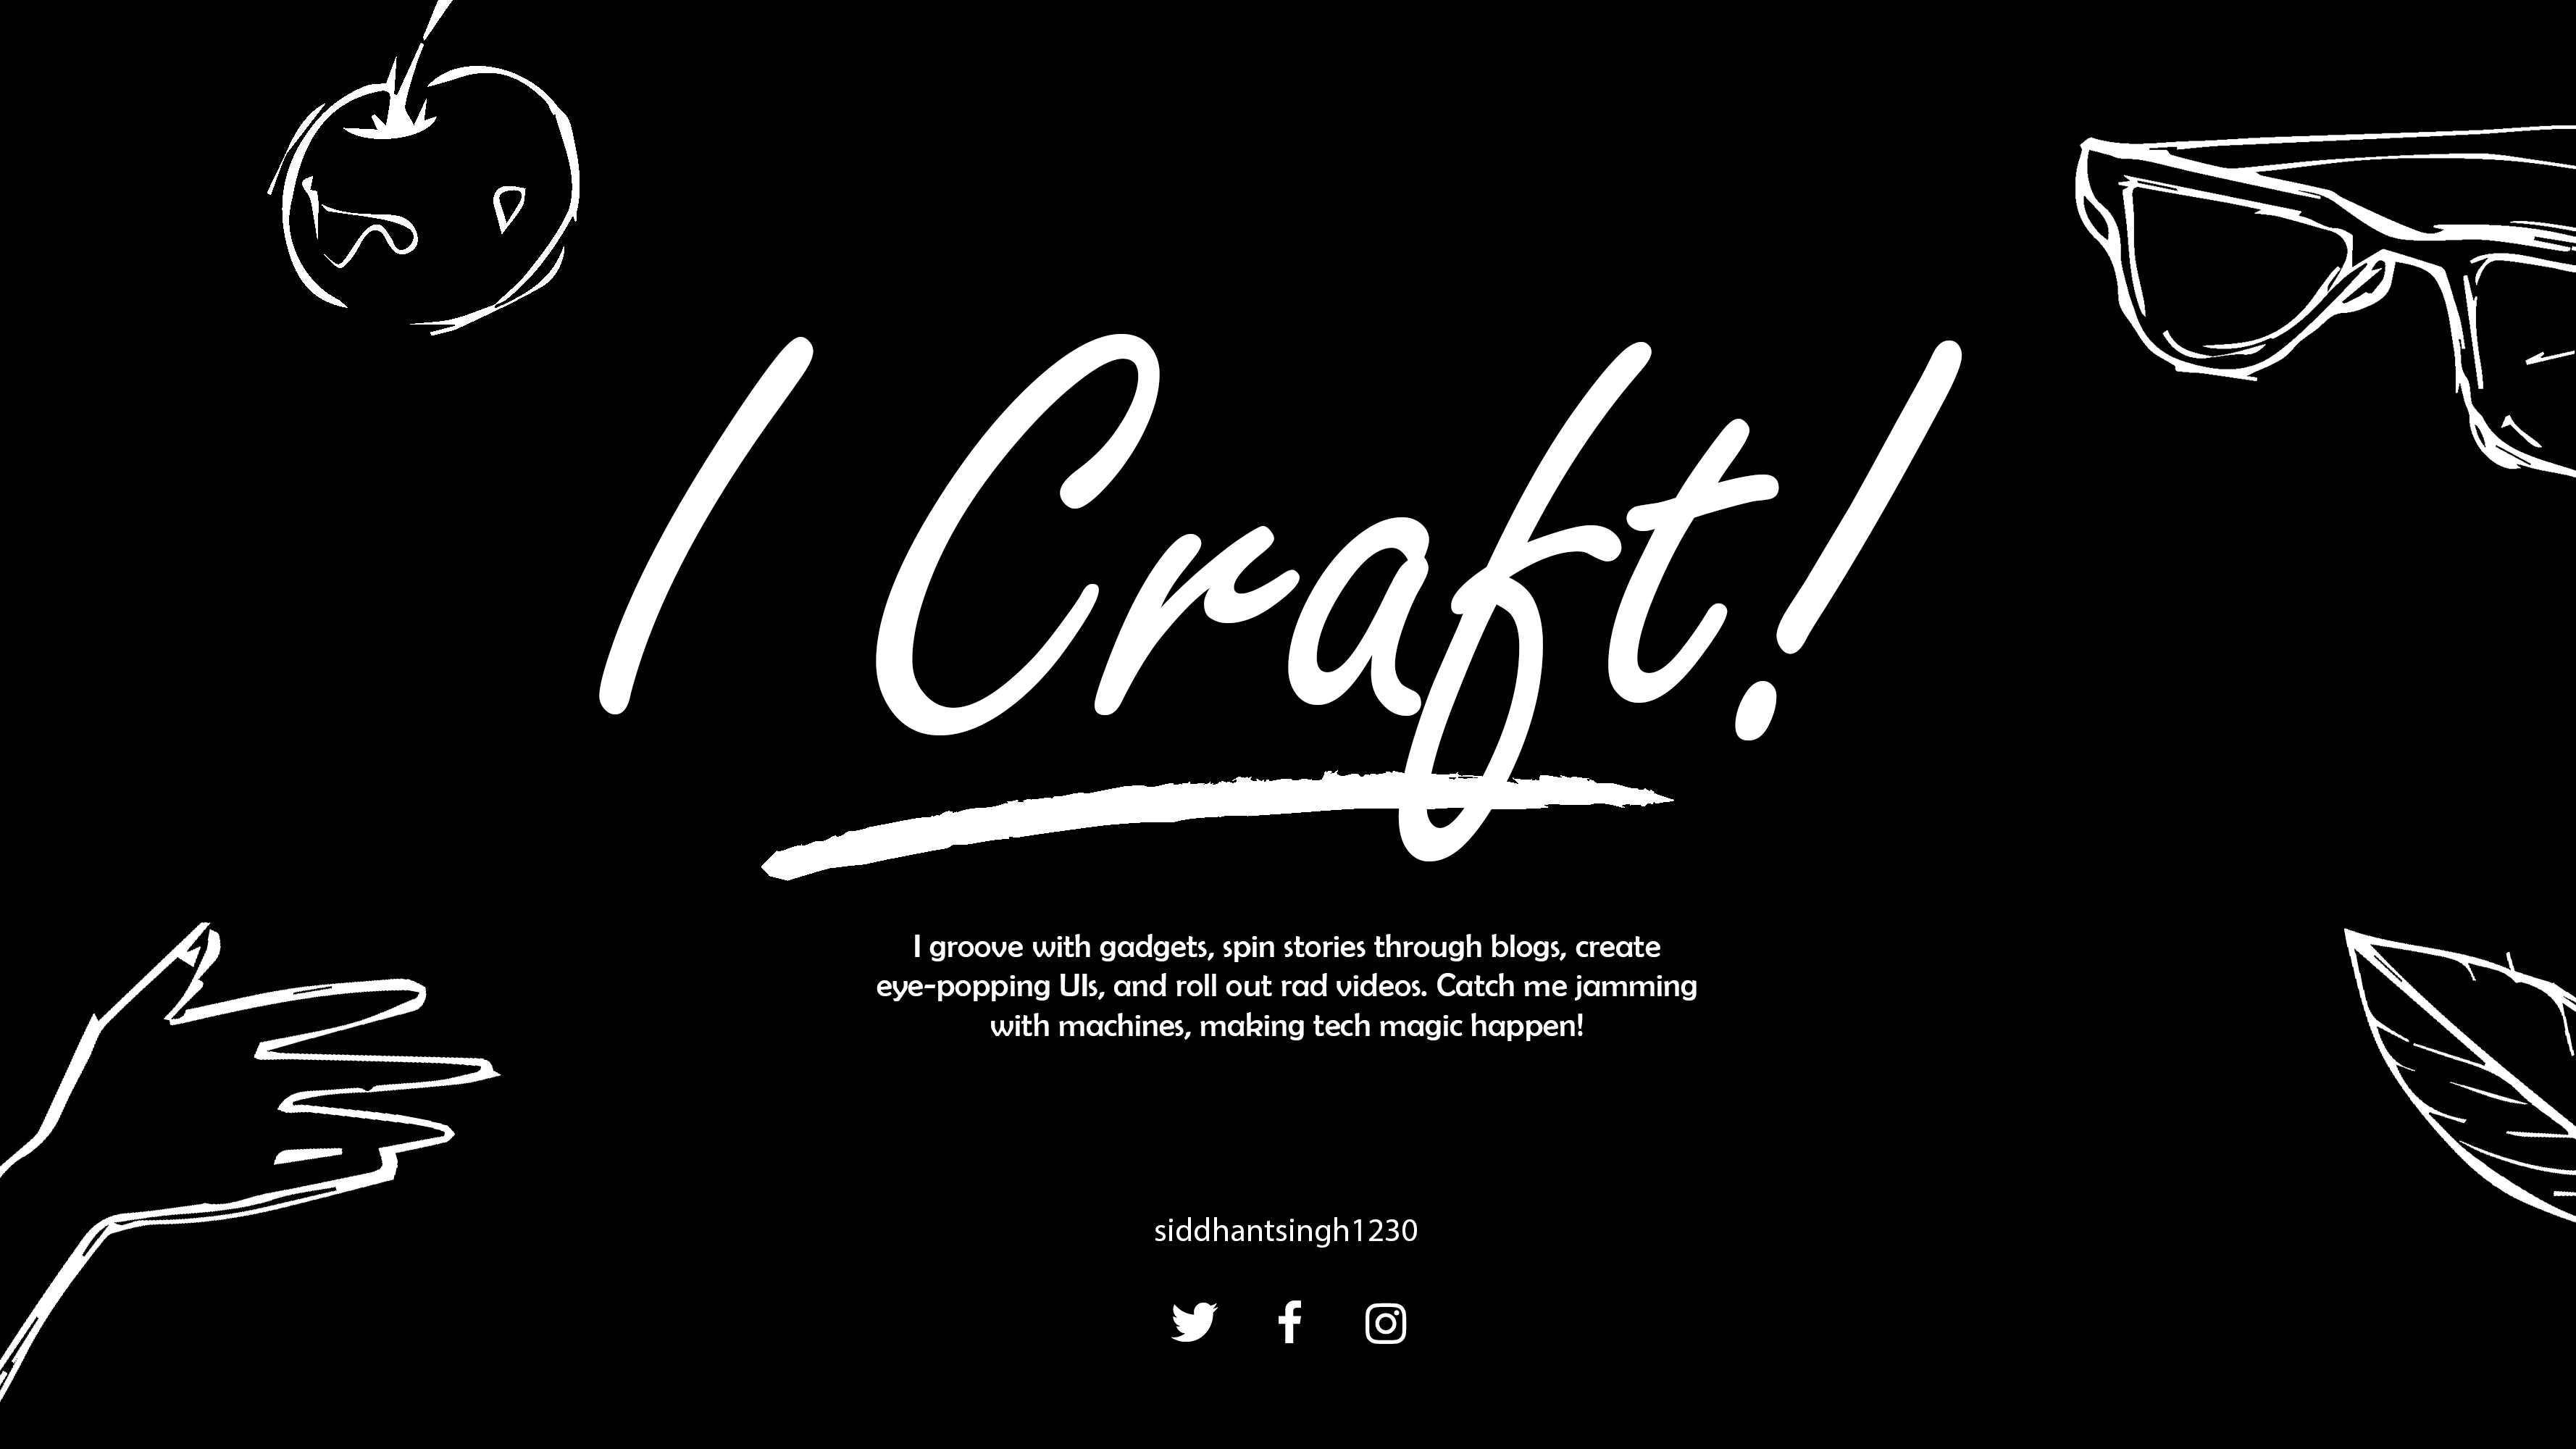 I Craft!
I groove with gadgets, spin stories through blogs, create
eye-popping UIs, and roll out rad videos. Catch me jamming
with machines, making tech magic happen!
siddhantsingh1230